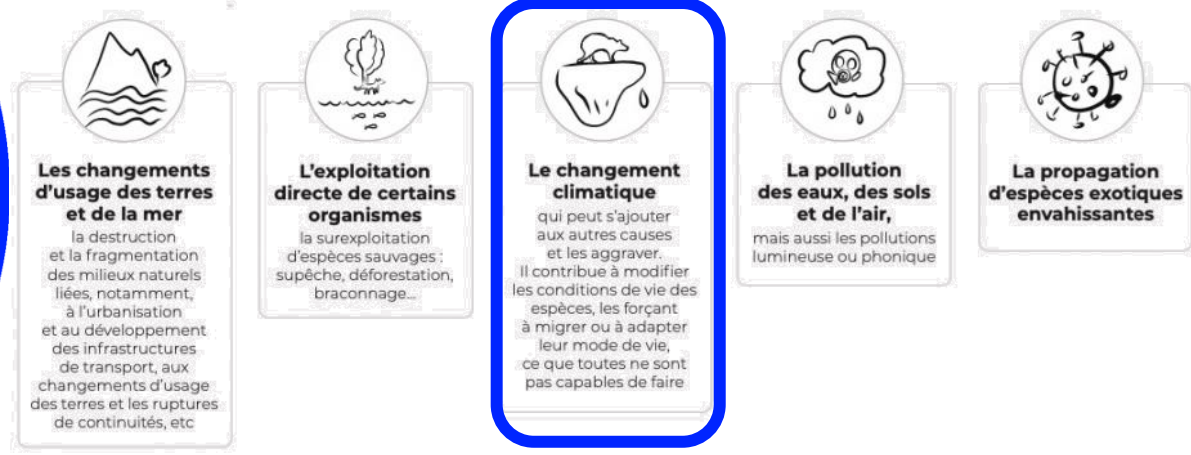 Les changements
d'usage des terres
et de la mer
la destruction
et la fragmentation
des milieux naturels
liées, notamment,
à l'urbanisation
et au développement
des infrastructures
de transport, aux
changements d'usage
des terres et les ruptures
de continuités, etc
L'exploitation
directe de certains
organismes
la surexploitation
d'espèces sauvages :
supêche, déforestation,
braconnage...
Le changement
climatique
qui peut s'ajouter
aux autres causes
et les aggraver.
Il contribue à modifier
les conditions de vie des
espèces, les forçant
à migrer ou à adapter
leur mode de vie,
ce que toutes ne sont
pas capables de faire
La pollution
des eaux, des sols
et de l'air,
mais aussi les pollutions
lumineuse ou phonique
La propagation
d'espèces exotiques
envahissantes